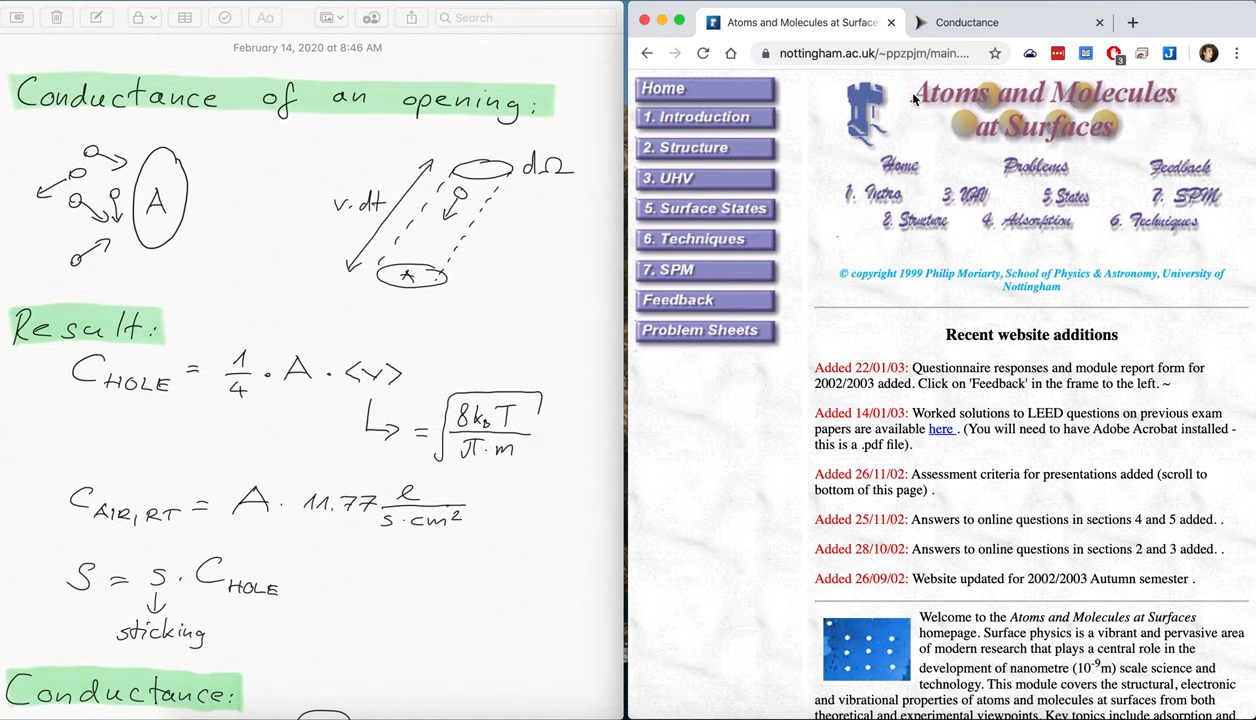 Search
February 14, 2020 at 8:46 AM
Conductance of an opening:
A
v·dt
dΩ
A
Result:
C_HOLE = 1/4 · A · <v>
= √(8k_BT / π·m)
C_AIR,RT = A · 11.77 ℓ / s·cm²
S = s · C_HOLE
sticking
Conductance:
Atoms and Molecules at Surface
Conductance
nottingham.ac.uk/~ppzpjm/main....
3
Home
1. Introduction
2. Structure
3. UHV
5. Surface States
6. Techniques
7. SPM
Feedback
Problem Sheets
Atoms and Molecules
at Surfaces
Home Problems Feedback
1. Intro 3. UHV 5. States 7. SPM
2. Structure 4. Adsorption 6. Techniques
© copyright 1999 Philip Moriarty, School of Physics & Astronomy, University of
Nottingham
Recent website additions
Added 22/01/03: Questionnaire responses and module report form for
2002/2003 added. Click on 'Feedback' in the frame to the left. ~
Added 14/01/03: Worked solutions to LEED questions on previous exam
papers are available here . (You will need to have Adobe Acrobat installed -
this is a .pdf file).
Added 26/11/02: Assessment criteria for presentations added (scroll to
bottom of this page) .
Added 25/11/02: Answers to online questions in sections 4 and 5 added. .
Added 28/10/02: Answers to online questions in sections 2 and 3 added. .
Added 26/09/02: Website updated for 2002/2003 Autumn semester .
Welcome to the Atoms and Molecules at Surfaces
homepage. Surface physics is a vibrant and pervasive area
of modern research that plays a central role in the
development of nanometre (10⁻⁹m) scale science and
technology. This module covers the structural, electronic
and vibrational properties of atoms and molecules at surfaces from both
theoretical and experimental viewpoints. Key topics include adsorption and